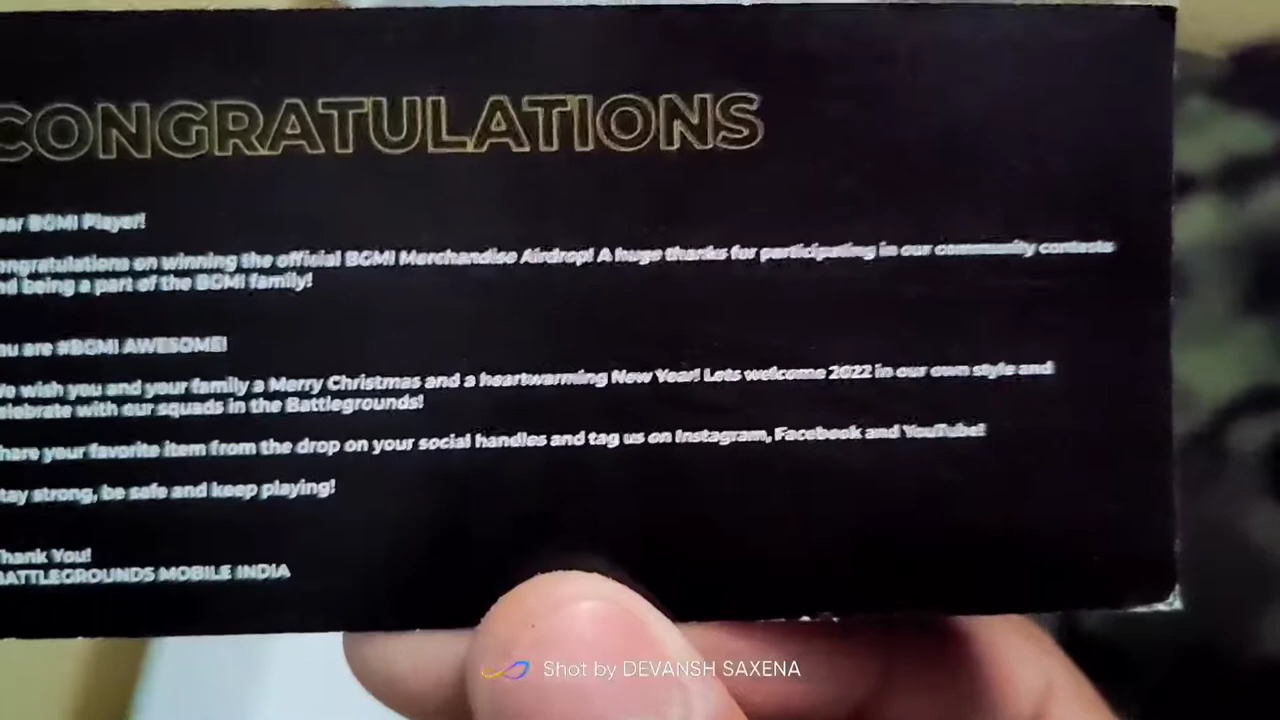 CONGRATULATIONS
ear BGMI Player!
ongratulations on winning the official BGMI Merchandise Airdrop! A huge thanks for participating in our community contests
nd being a part of the BGMI family!
ou are #BGMI AWESOME!
We wish you and your family a Merry Christmas and a heartwarming New Year! Lets welcome 2022 in our own style and
elebrate with our squads in the Battlegrounds!
hare your favorite item from the drop on your social handles and tag us on Instagram, Facebook and YouTube!
tay strong, be safe and keep playing!
Thank You!
BATTLEGROUNDS MOBILE INDIA
Shot by DEVANSH SAXENA